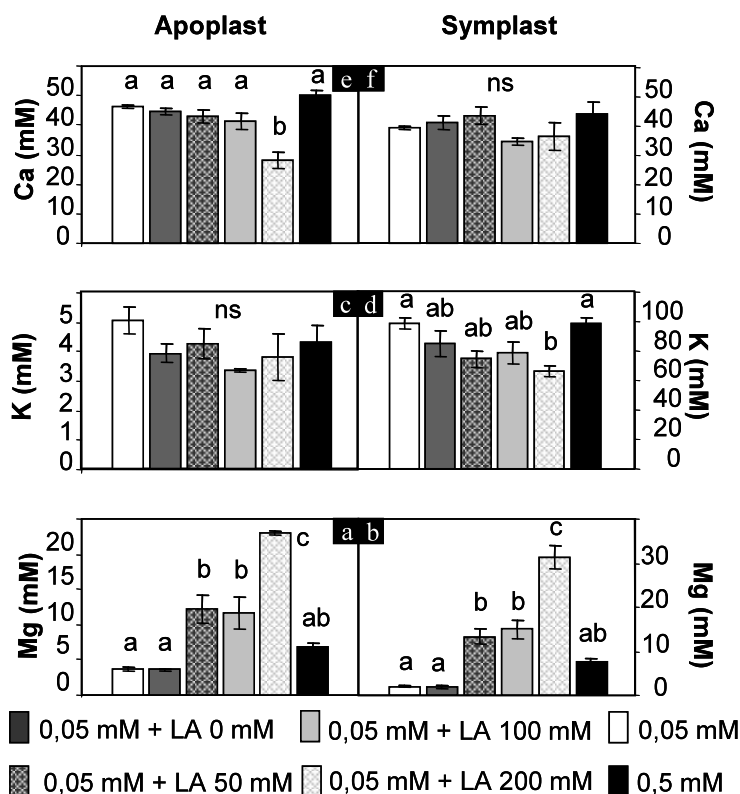 Apoplast Symplast
a a a a b a e f ns
Ca (mM) 50 40 30 20 10 0
50 40 30 20 10 0 Ca (mM)
ns c d a ab ab ab b a
K (mM) 5 4 3 2 1 0
100 80 60 40 20 0 K (mM)
a a b b c ab a b a a b b c ab
Mg (mM) 20 15 10 5 0
30 20 10 0 Mg (mM)
0,05 mM + LA 0 mM 0,05 mM + LA 100 mM 0,05 mM
0,05 mM + LA 50 mM 0,05 mM + LA 200 mM 0,5 mM